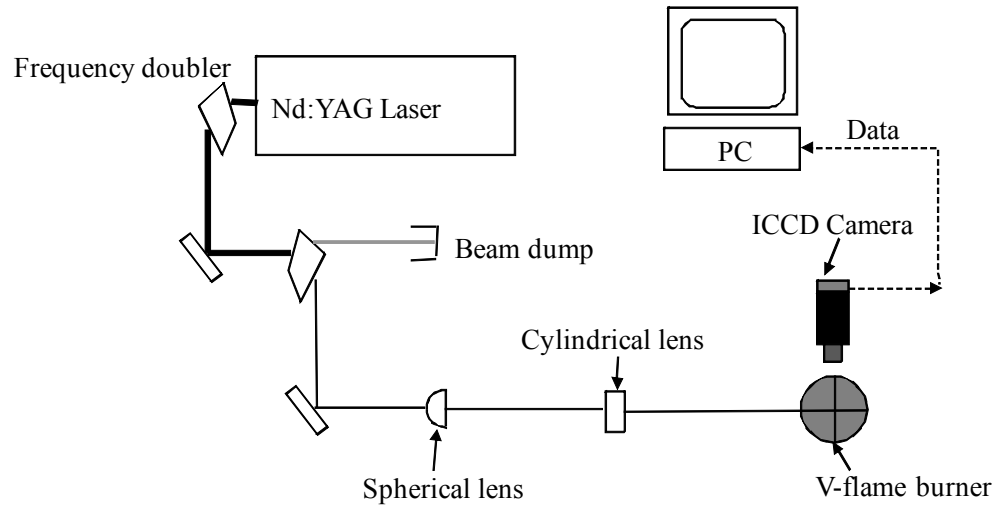 Frequency doubler
Nd:YAG Laser
PC
Data
ICCD Camera
Beam dump
Cylindrical lens
Spherical lens
V-flame burner